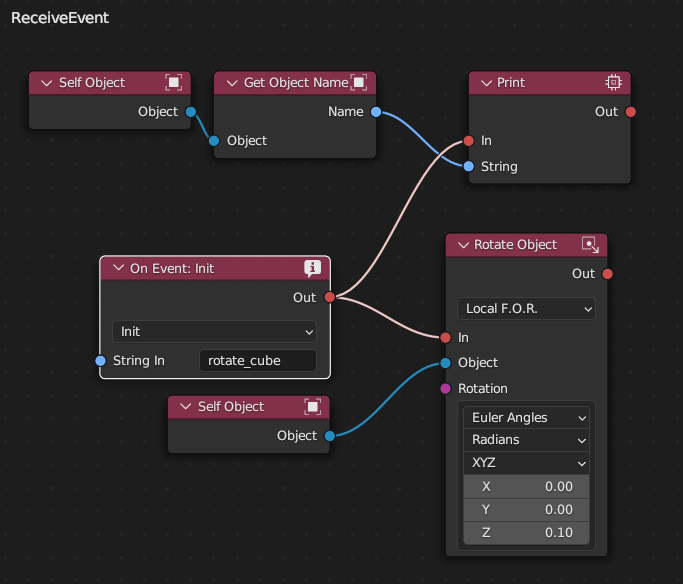 ReceiveEvent
Self Object
Object
Get Object Name
Name
Object
Print
Out
In
String
On Event: Init
Out
Init
String In
rotate_cube
Self Object
Object
Rotate Object
Out
Local F.O.R.
In
Object
Rotation
Euler Angles
Radians
XYZ
X 0.00
Y 0.00
Z 0.10